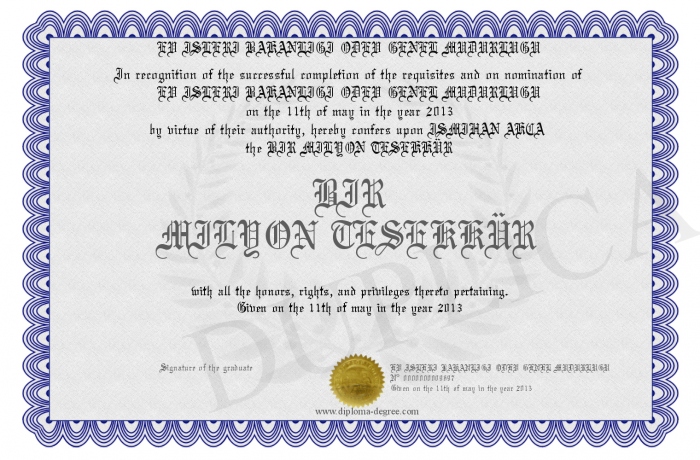 EV ISLERI BAKANLIGI ODEV GENEL MUDURLUGU
In recognition of the successful completion of the requisites and on nomination of
EV ISLERI BAKANLIGI ODEV GENEL MUDURLUGU
on the 11th of may in the year 2013
by virtue of their authority, hereby confers upon ISMIHAN AKCA
the BIR MILYON TESEKKÜR
BIR
MILYON TESEKKÜR
with all the honors, rights, and privileges thereto pertaining.
Given on the 11th of may in the year 2013
DUPLICA
Signature of the graduate
EV ISLERI BAKANLIGI ODEV GENEL MUDURLUGU
N° 0000000000897
Given on the 11th of may in the year 2013
www.diploma-degree.com